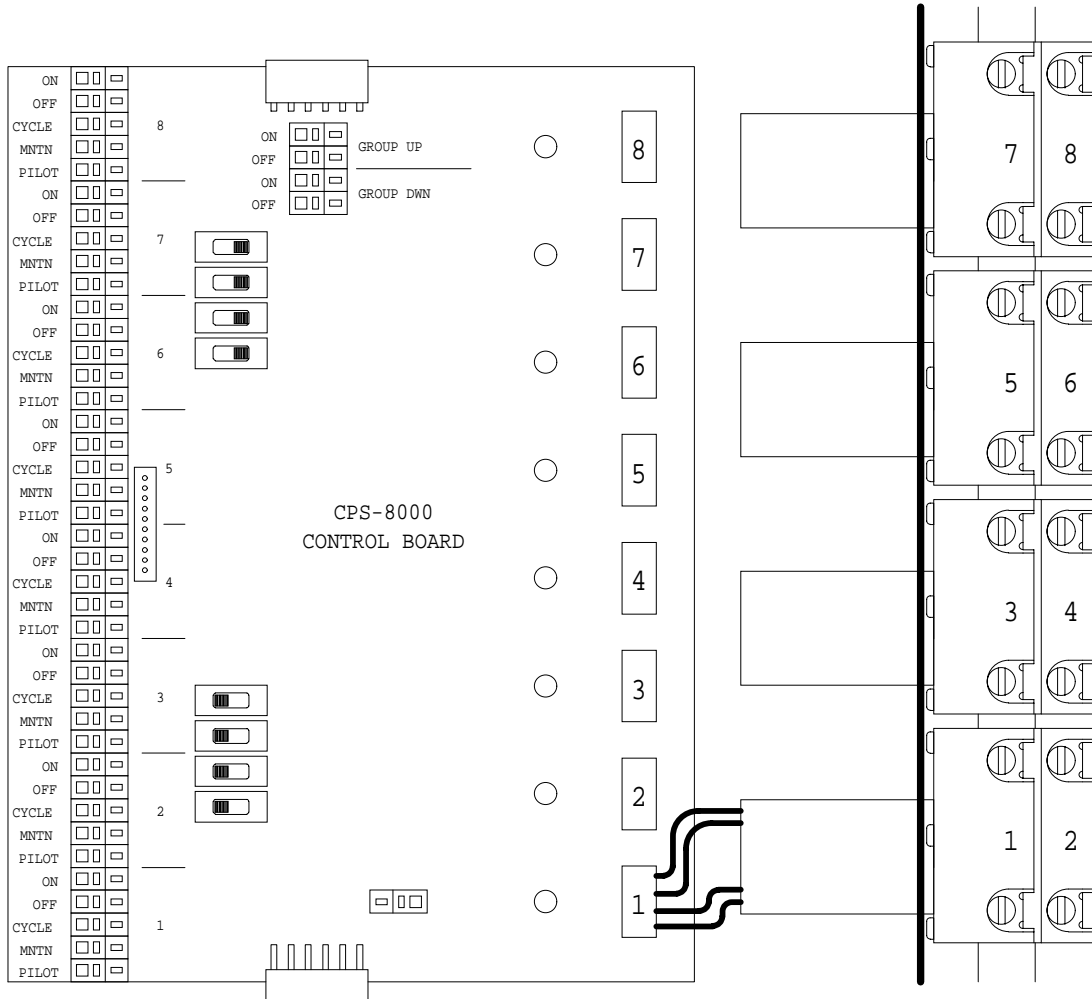 ON
OFF
CYCLE
MNTN
PILOT
8
ON
OFF
CYCLE
MNTN
PILOT
7
ON
OFF
CYCLE
MNTN
PILOT
6
ON
OFF
CYCLE
MNTN
PILOT
5
ON
OFF
CYCLE
MNTN
PILOT
4
ON
OFF
CYCLE
MNTN
PILOT
3
ON
OFF
CYCLE
MNTN
PILOT
2
ON
OFF
CYCLE
MNTN
PILOT
1
ON
OFF
GROUP UP
ON
OFF
GROUP DWN
CPS-8000
CONTROL BOARD
8
7
6
5
4
3
2
1
7 8
5 6
3 4
1 2